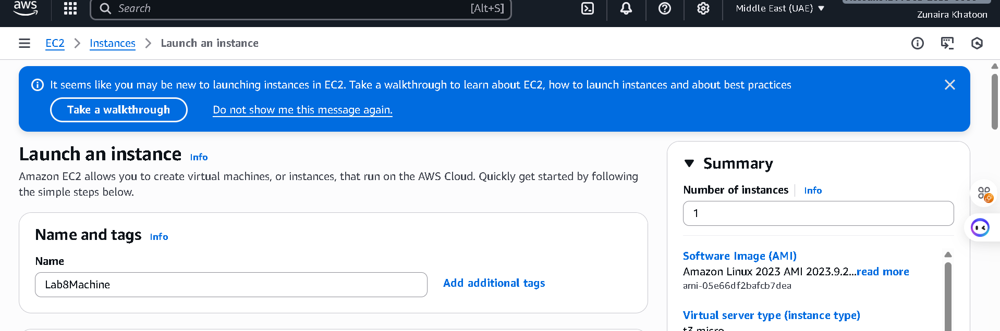 aws
Search [Alt+S]
Middle East (UAE)
Zunaira Khatoon
EC2 Instances Launch an instance
It seems like you may be new to launching instances in EC2. Take a walkthrough to learn about EC2, how to launch instances and about best practices
Take a walkthrough Do not show me this message again.
Launch an instance Info
Amazon EC2 allows you to create virtual machines, or instances, that run on the AWS Cloud. Quickly get started by following
the simple steps below.
Name and tags Info
Name
Lab8Machine
Add additional tags
Summary
Number of instances Info
1
Software Image (AMI)
Amazon Linux 2023 AMI 2023.9.2...read more
ami-05e66df2bafcb7dea
Virtual server type (instance type)
t3.micro